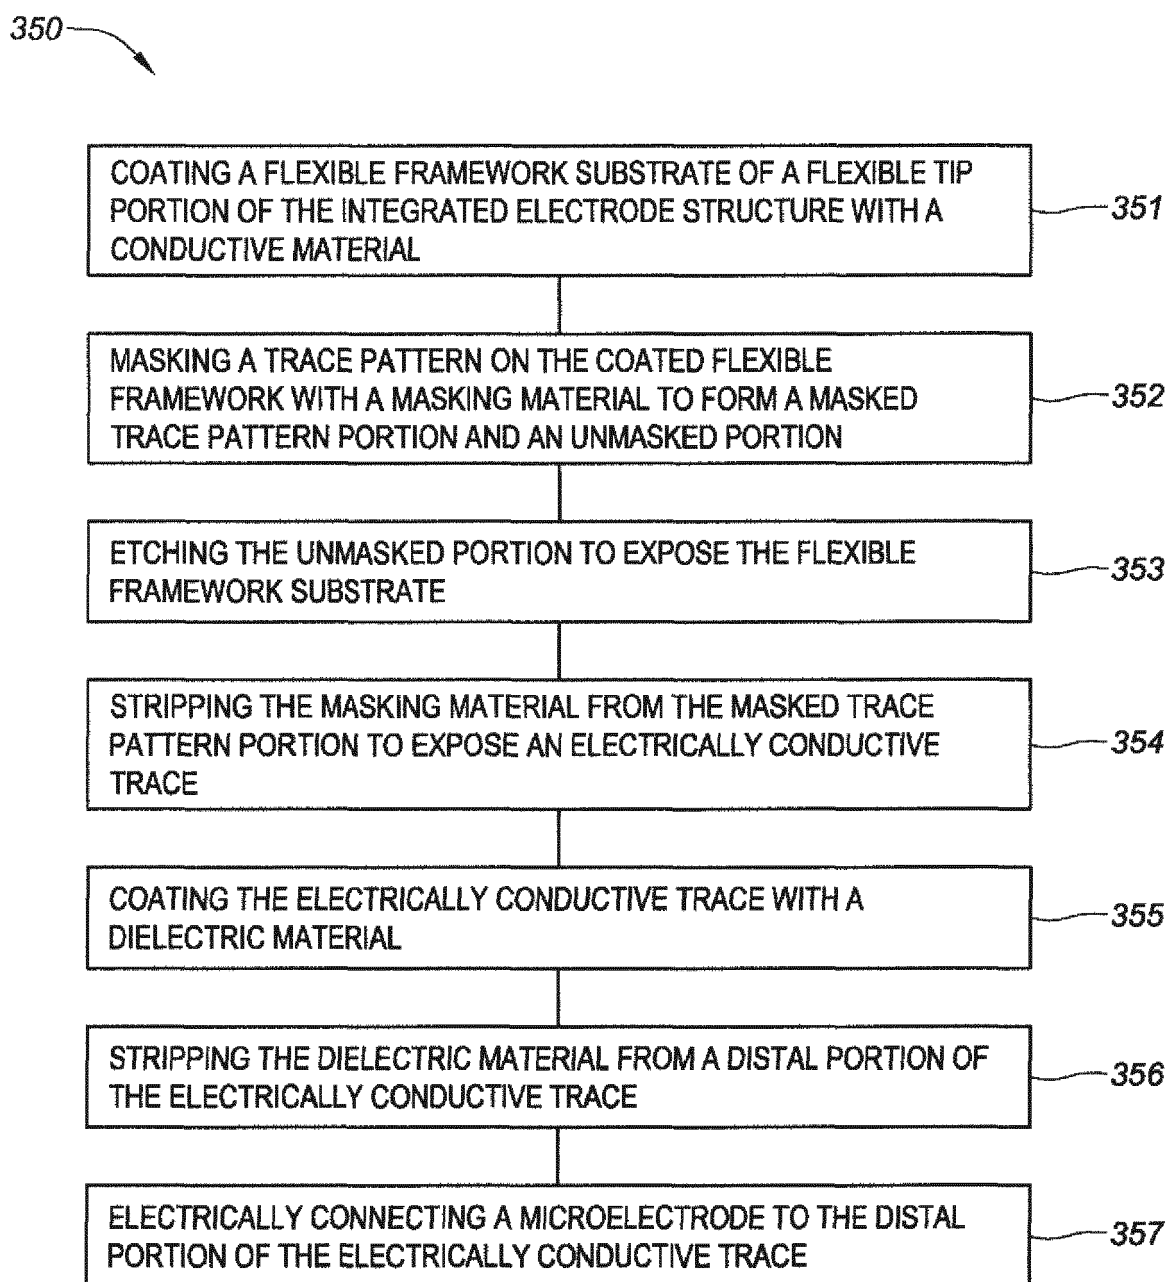 350
COATING A FLEXIBLE FRAMEWORK SUBSTRATE OF A FLEXIBLE TIP
PORTION OF THE INTEGRATED ELECTRODE STRUCTURE WITH A
CONDUCTIVE MATERIAL
351
MASKING A TRACE PATTERN ON THE COATED FLEXIBLE
FRAMEWORK WITH A MASKING MATERIAL TO FORM A MASKED
TRACE PATTERN PORTION AND AN UNMASKED PORTION
352
ETCHING THE UNMASKED PORTION TO EXPOSE THE FLEXIBLE
FRAMEWORK SUBSTRATE
353
STRIPPING THE MASKING MATERIAL FROM THE MASKED TRACE
PATTERN PORTION TO EXPOSE AN ELECTRICALLY CONDUCTIVE
TRACE
354
COATING THE ELECTRICALLY CONDUCTIVE TRACE WITH A
DIELECTRIC MATERIAL
355
STRIPPING THE DIELECTRIC MATERIAL FROM A DISTAL PORTION OF
THE ELECTRICALLY CONDUCTIVE TRACE
356
ELECTRICALLY CONNECTING A MICROELECTRODE TO THE DISTAL
PORTION OF THE ELECTRICALLY CONDUCTIVE TRACE
357